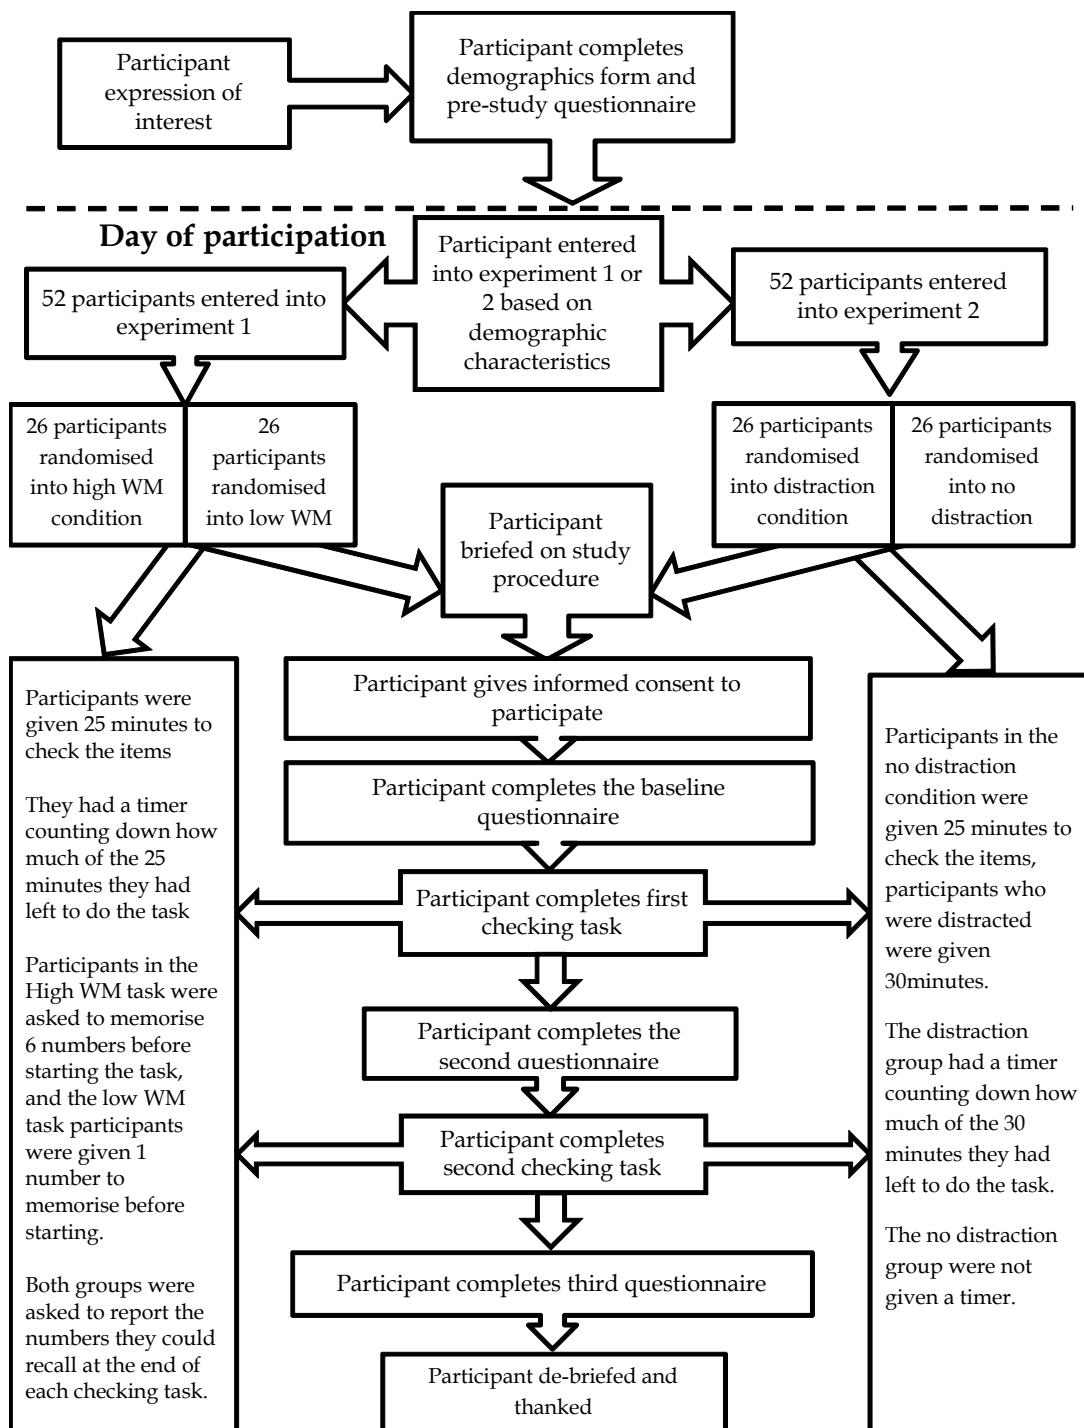 Participant
expression of
interest
Participant completes
demographics form and
pre-study questionnaire
Day of participation
Participant entered
into experiment 1 or
2 based on
demographic
characteristics
52 participants entered into
experiment 1
52 participants entered
into experiment 2
26 participants
randomised
into high WM
condition
26
participants
randomised
into low WM
26 participants
randomised
into distraction
condition
26 participants
randomised
into no
distraction
Participant
briefed on study
procedure
Participant gives informed consent to
participate
Participant completes the baseline
questionnaire
Participant completes first
checking task
Participant completes the
second questionnaire
Participant completes
second checking task
Participant completes third questionnaire
Participant de-briefed and
thanked
Participants were
given 25 minutes to
check the items
They had a timer
counting down how
much of the 25
minutes they had
left to do the task
Participants in the
High WM task were
asked to memorise
6 numbers before
starting the task,
and the low WM
task participants
were given 1
number to
memorise before
starting.
Both groups were
asked to report the
numbers they could
recall at the end of
each checking task.
Participants in the
no distraction
condition were
given 25 minutes to
check the items,
participants who
were distracted
were given
30minutes.
The distraction
group had a timer
counting down how
much of the 30
minutes they had
left to do the task.
The no distraction
group were not
given a timer.